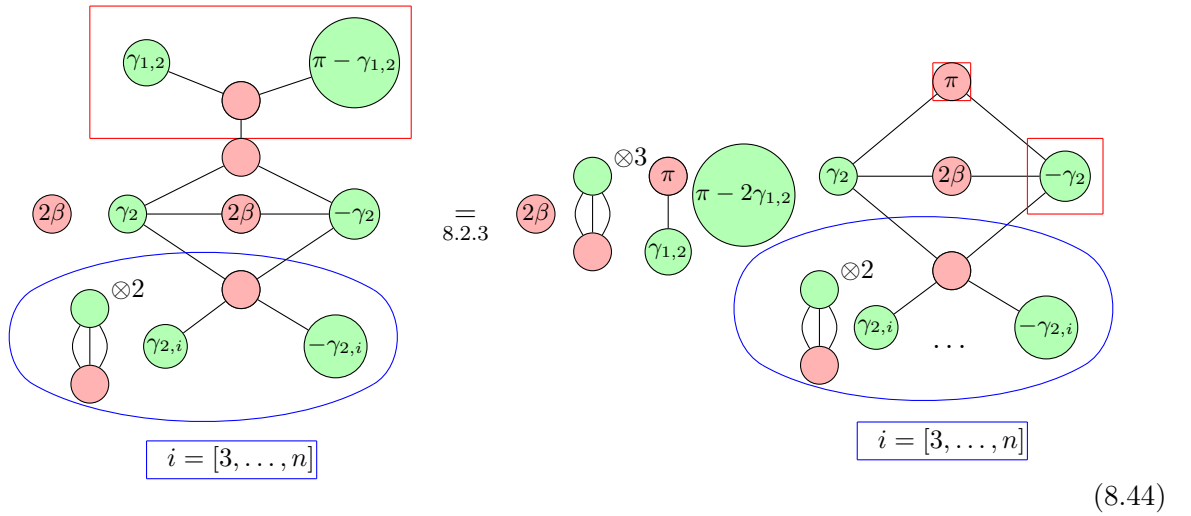 γ₁,₂ π − γ₁,₂
2β γ₂ 2β −γ₂
⊗2
γ₂,ᵢ −γ₂,ᵢ
i = [3, . . . , n]
=
8.2.3
2β ⊗3 π γ₁,₂ π − 2γ₁,₂
π
γ₂ 2β −γ₂
⊗2
γ₂,ᵢ . . . −γ₂,ᵢ
i = [3, . . . , n]
(8.44)